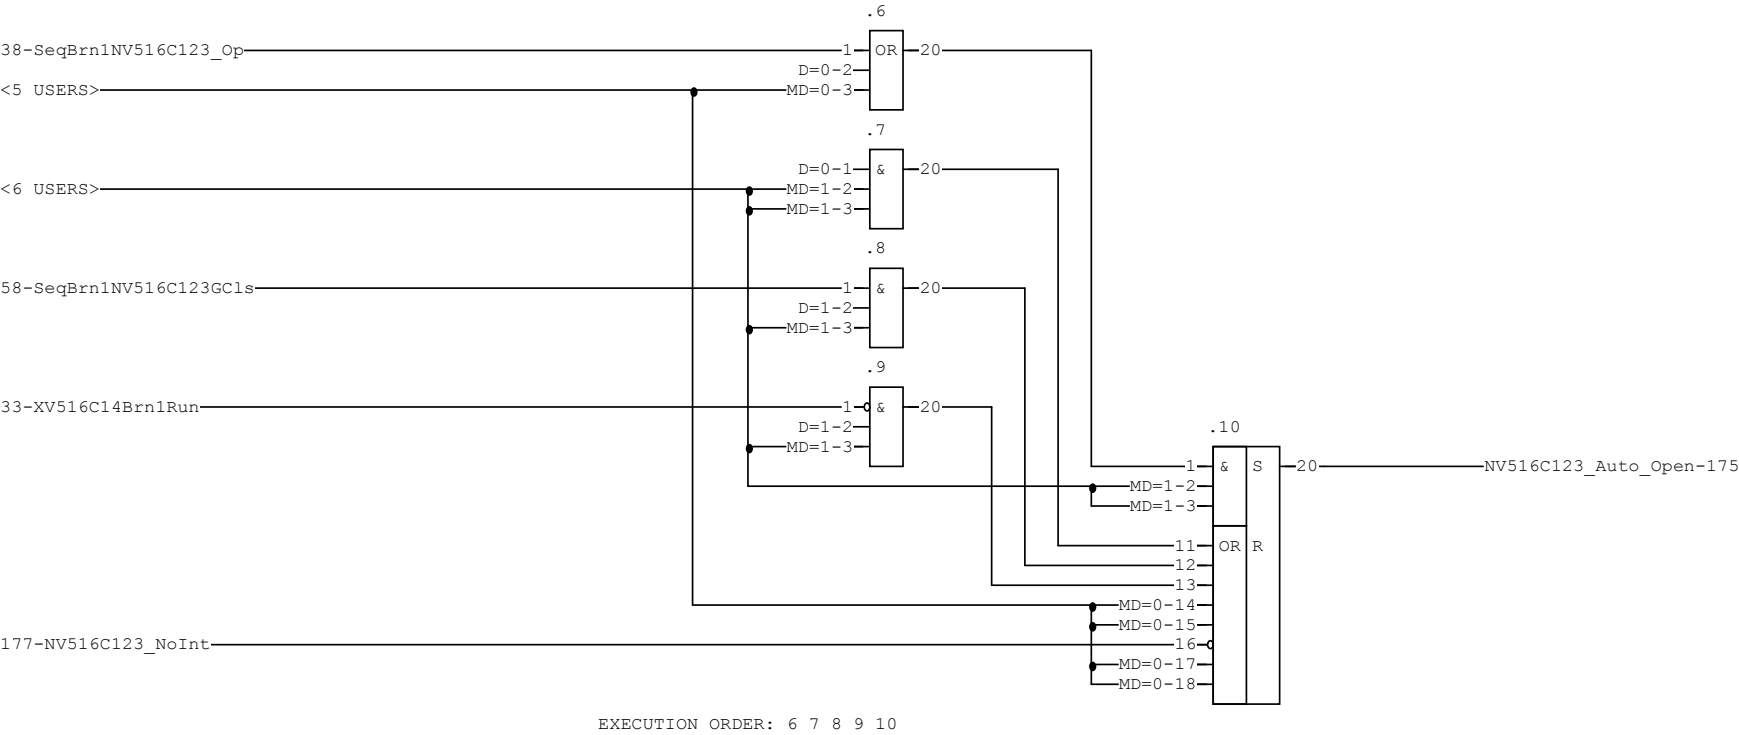 .6
38-SeqBrn1NV516C123_Op 1 OR 20
D=0-2
<5 USERS> MD=0-3
.7
D=0-1 & 20
<6 USERS> MD=1-2
MD=1-3
.8
58-SeqBrn1NV516C123GCls 1 & 20
D=1-2
MD=1-3
.9
33-XV516C14Brn1Run 1 & 20
D=1-2
.10
MD=1-3
1 & S 20 NV516C123_Auto_Open-175
MD=1-2
MD=1-3
11 OR R
12
13
MD=0-14
MD=0-15
177-NV516C123_NoInt 16
MD=0-17
MD=0-18
EXECUTION ORDER: 6 7 8 9 10